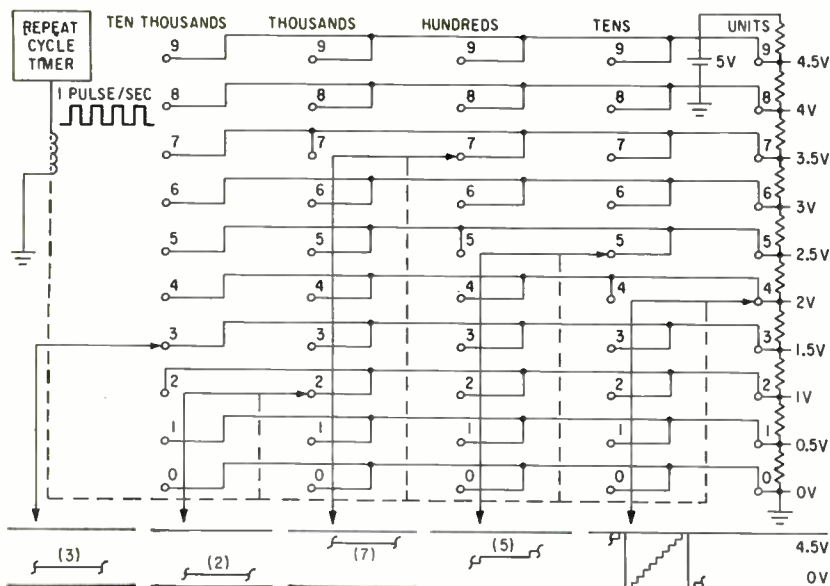 REPEAT
CYCLE
TIMER
TEN THOUSANDS THOUSANDS HUNDREDS TENS UNITS
1 PULSE/SEC
5V
9 9 9 9 9 4.5V
8 8 8 8 8 4V
7 7 7 7 7 3.5V
6 6 6 6 6 3V
5 5 5 5 5 2.5V
4 4 4 4 4 2V
3 3 3 3 3 1.5V
2 2 2 2 2 1V
1 1 1 1 1 0.5V
0 0 0 0 0 0V
(3) (2) (7) (5) 4.5V
0V